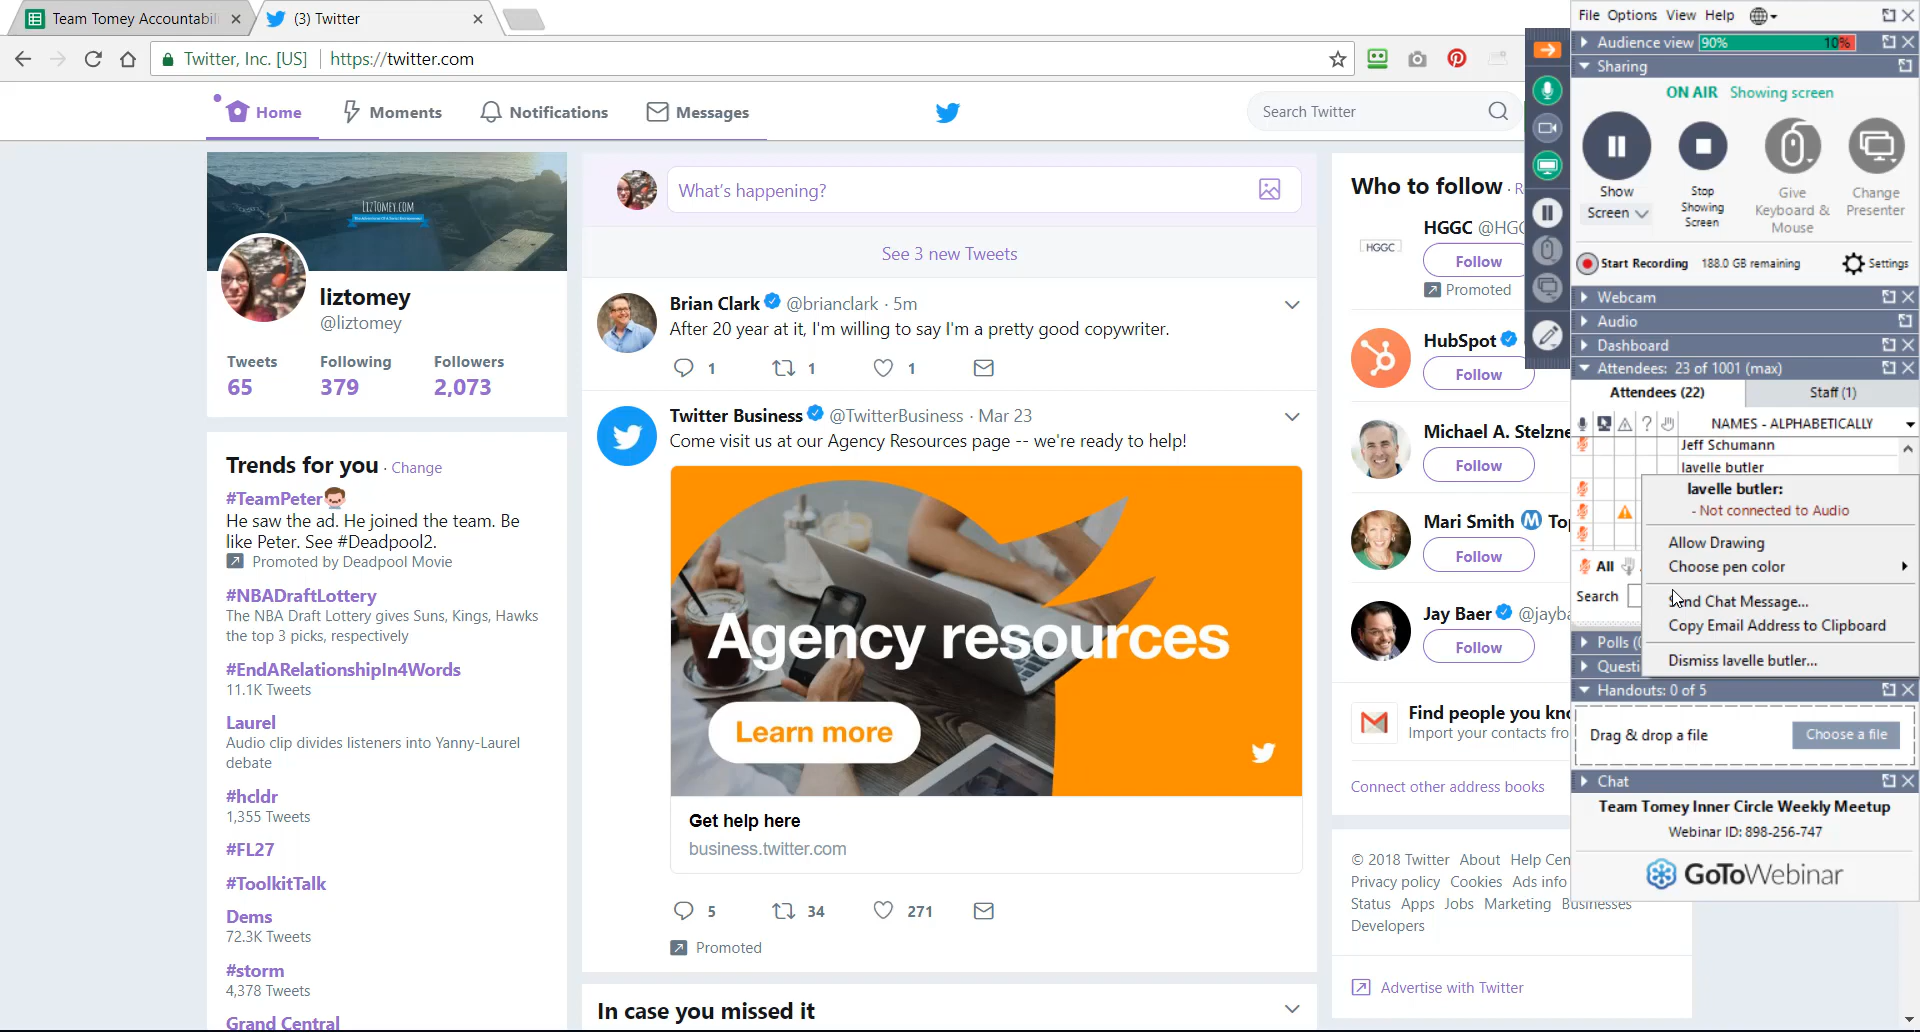 Team Tomey Accountabil
(3) Twitter
Twitter, Inc. [US]
https://twitter.com
Home
Moments
Notifications
Messages
Search Twitter
LIZTOMEY.COM
liztomey
@liztomey
Tweets
Following
Followers
65
379
2,073
Trends for you · Change
#TeamPeter
He saw the ad. He joined the team. Be
like Peter. See #Deadpool2.
Promoted by Deadpool Movie
#NBADraftLottery
The NBA Draft Lottery gives Suns, Kings, Hawks
the top 3 picks, respectively
#EndARelationshipIn4Words
11.1K Tweets
Laurel
Audio clip divides listeners into Yanny-Laurel
debate
#hcldr
1,355 Tweets
#FL27
#ToolkitTalk
Dems
72.3K Tweets
#storm
4,378 Tweets
Grand Central
What's happening?
See 3 new Tweets
Brian Clark @brianclark · 5m
After 20 year at it, I'm willing to say I'm a pretty good copywriter.
1
1
1
Twitter Business @TwitterBusiness · Mar 23
Come visit us at our Agency Resources page -- we're ready to help!
Agency resources
Learn more
Get help here
business.twitter.com
5
34
271
Promoted
In case you missed it
Who to follow · R
HGGC
HGGC @HGG
Follow
Promoted
HubSpot
Follow
Michael A. Stelzne
Follow
Mari Smith Ⓜ To
Follow
Jay Baer @jayba
Follow
Find people you kn
Import your contacts fro
Connect other address books
© 2018 Twitter About Help Cen
Privacy policy Cookies Ads info
Status Apps Jobs Marketing Businesses
Developers
Advertise with Twitter
File Options View Help
Audience view 90% 10%
Sharing
ON AIR Showing screen
Show
Screen
Stop
Showing
Screen
Give
Keyboard &
Mouse
Change
Presenter
Start Recording 188.0 GB remaining
Settings
Webcam
Audio
Dashboard
Attendees: 23 of 1001 (max)
Attendees (22)
Staff (1)
NAMES - ALPHABETICALLY
Jeff Schumann
lavelle butler
lavelle butler:
- Not connected to Audio
Allow Drawing
Choose pen color
Send Chat Message...
Copy Email Address to Clipboard
Dismiss lavelle butler...
All
Search
Polls (0
Questi
Handouts: 0 of 5
Drag & drop a file
Choose a file
Chat
Team Tomey Inner Circle Weekly Meetup
Webinar ID: 898-256-747
GoToWebinar